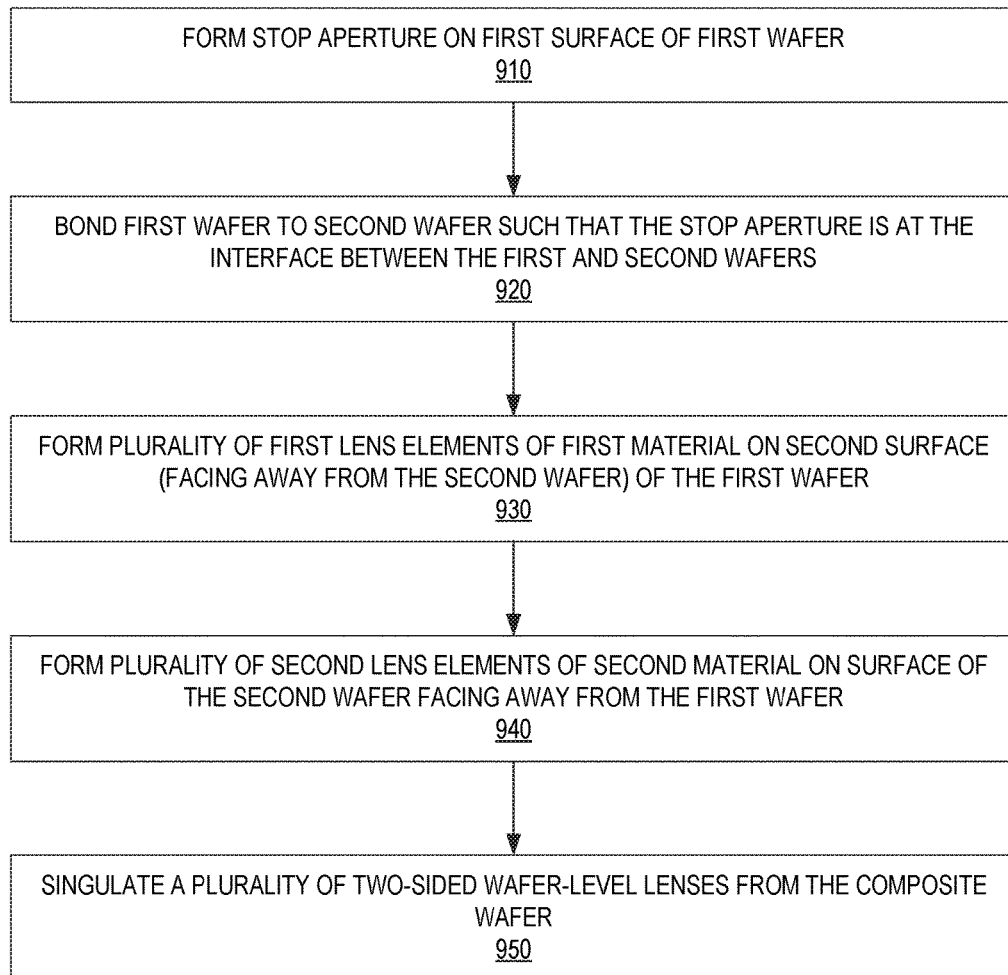 FORM STOP APERTURE ON FIRST SURFACE OF FIRST WAFER
910
BOND FIRST WAFER TO SECOND WAFER SUCH THAT THE STOP APERTURE IS AT THE
INTERFACE BETWEEN THE FIRST AND SECOND WAFERS
920
FORM PLURALITY OF FIRST LENS ELEMENTS OF FIRST MATERIAL ON SECOND SURFACE
(FACING AWAY FROM THE SECOND WAFER) OF THE FIRST WAFER
930
FORM PLURALITY OF SECOND LENS ELEMENTS OF SECOND MATERIAL ON SURFACE OF
THE SECOND WAFER FACING AWAY FROM THE FIRST WAFER
940
SINGULATE A PLURALITY OF TWO-SIDED WAFER-LEVEL LENSES FROM THE COMPOSITE
WAFER
950